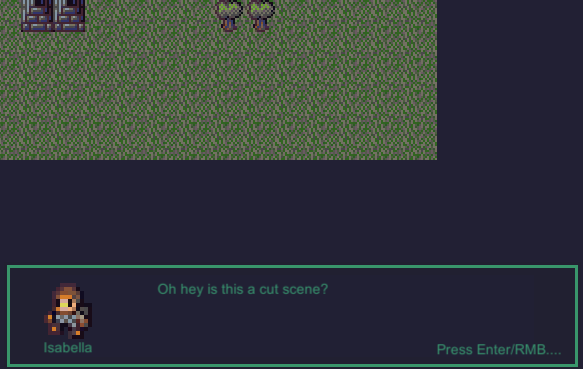 Oh hey is this a cut scene?
Isabella
Press Enter/RMB....